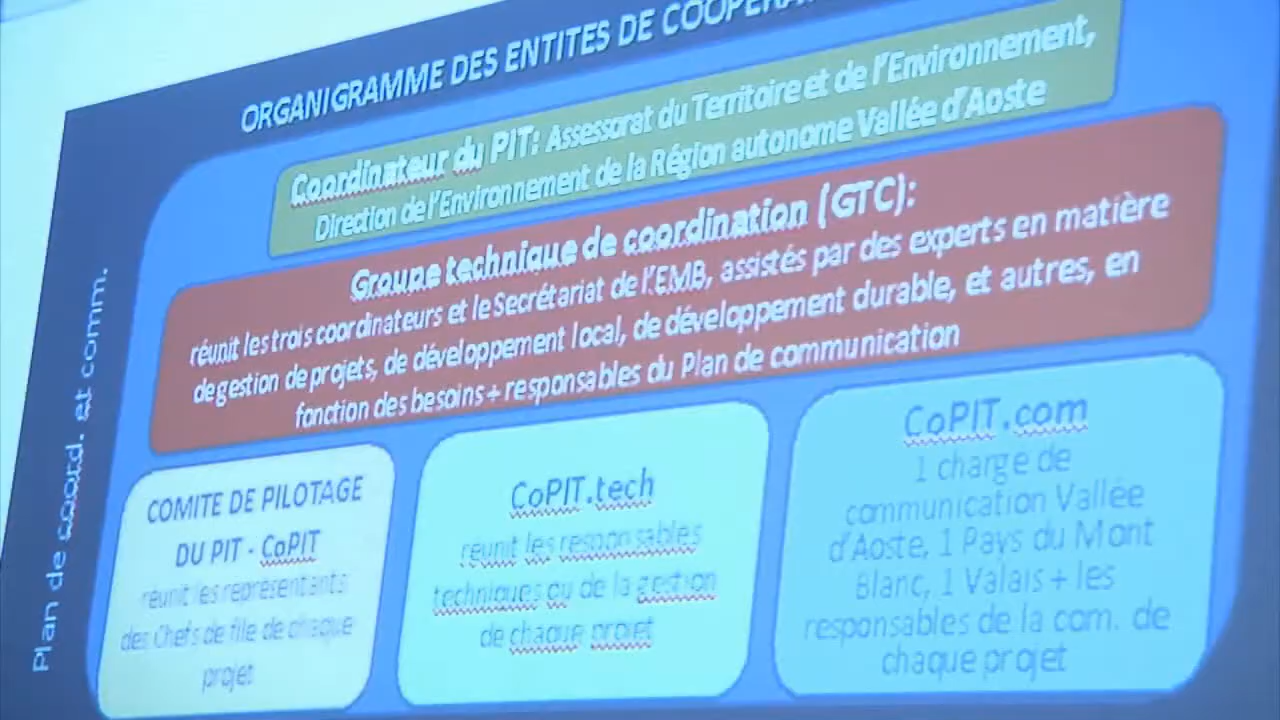 ORGANIGRAMME DES ENTITES DE
Coordinateur du PIT: Assessorat du Territoire et de l'Environnement,
Direction de l'Environnement de la Région autonome Vallée d'Aoste
Groupe technique de coordination (GTC):
réunit les trois coordinateurs et le Secrétariat de l'EMB, assistés par des experts en matière
de gestion de projets, de développement local, de développement durable, et autres, en
fonction des besoins + responsables du Plan de communication
COMITE DE PILOTAGE
DU PIT - CoPIT
réunit les représentants
des Chefs de file de chaque
projet
CoPIT.tech
réunit les responsables
techniques ou de la gestion
de chaque projet
CoPIT.com
1 charge de
communication Vallée
d'Aoste, 1 Pays du Mont
Blanc, 1 Valais + les
responsables de la com. de
chaque projet
Plan de coord. et comm.